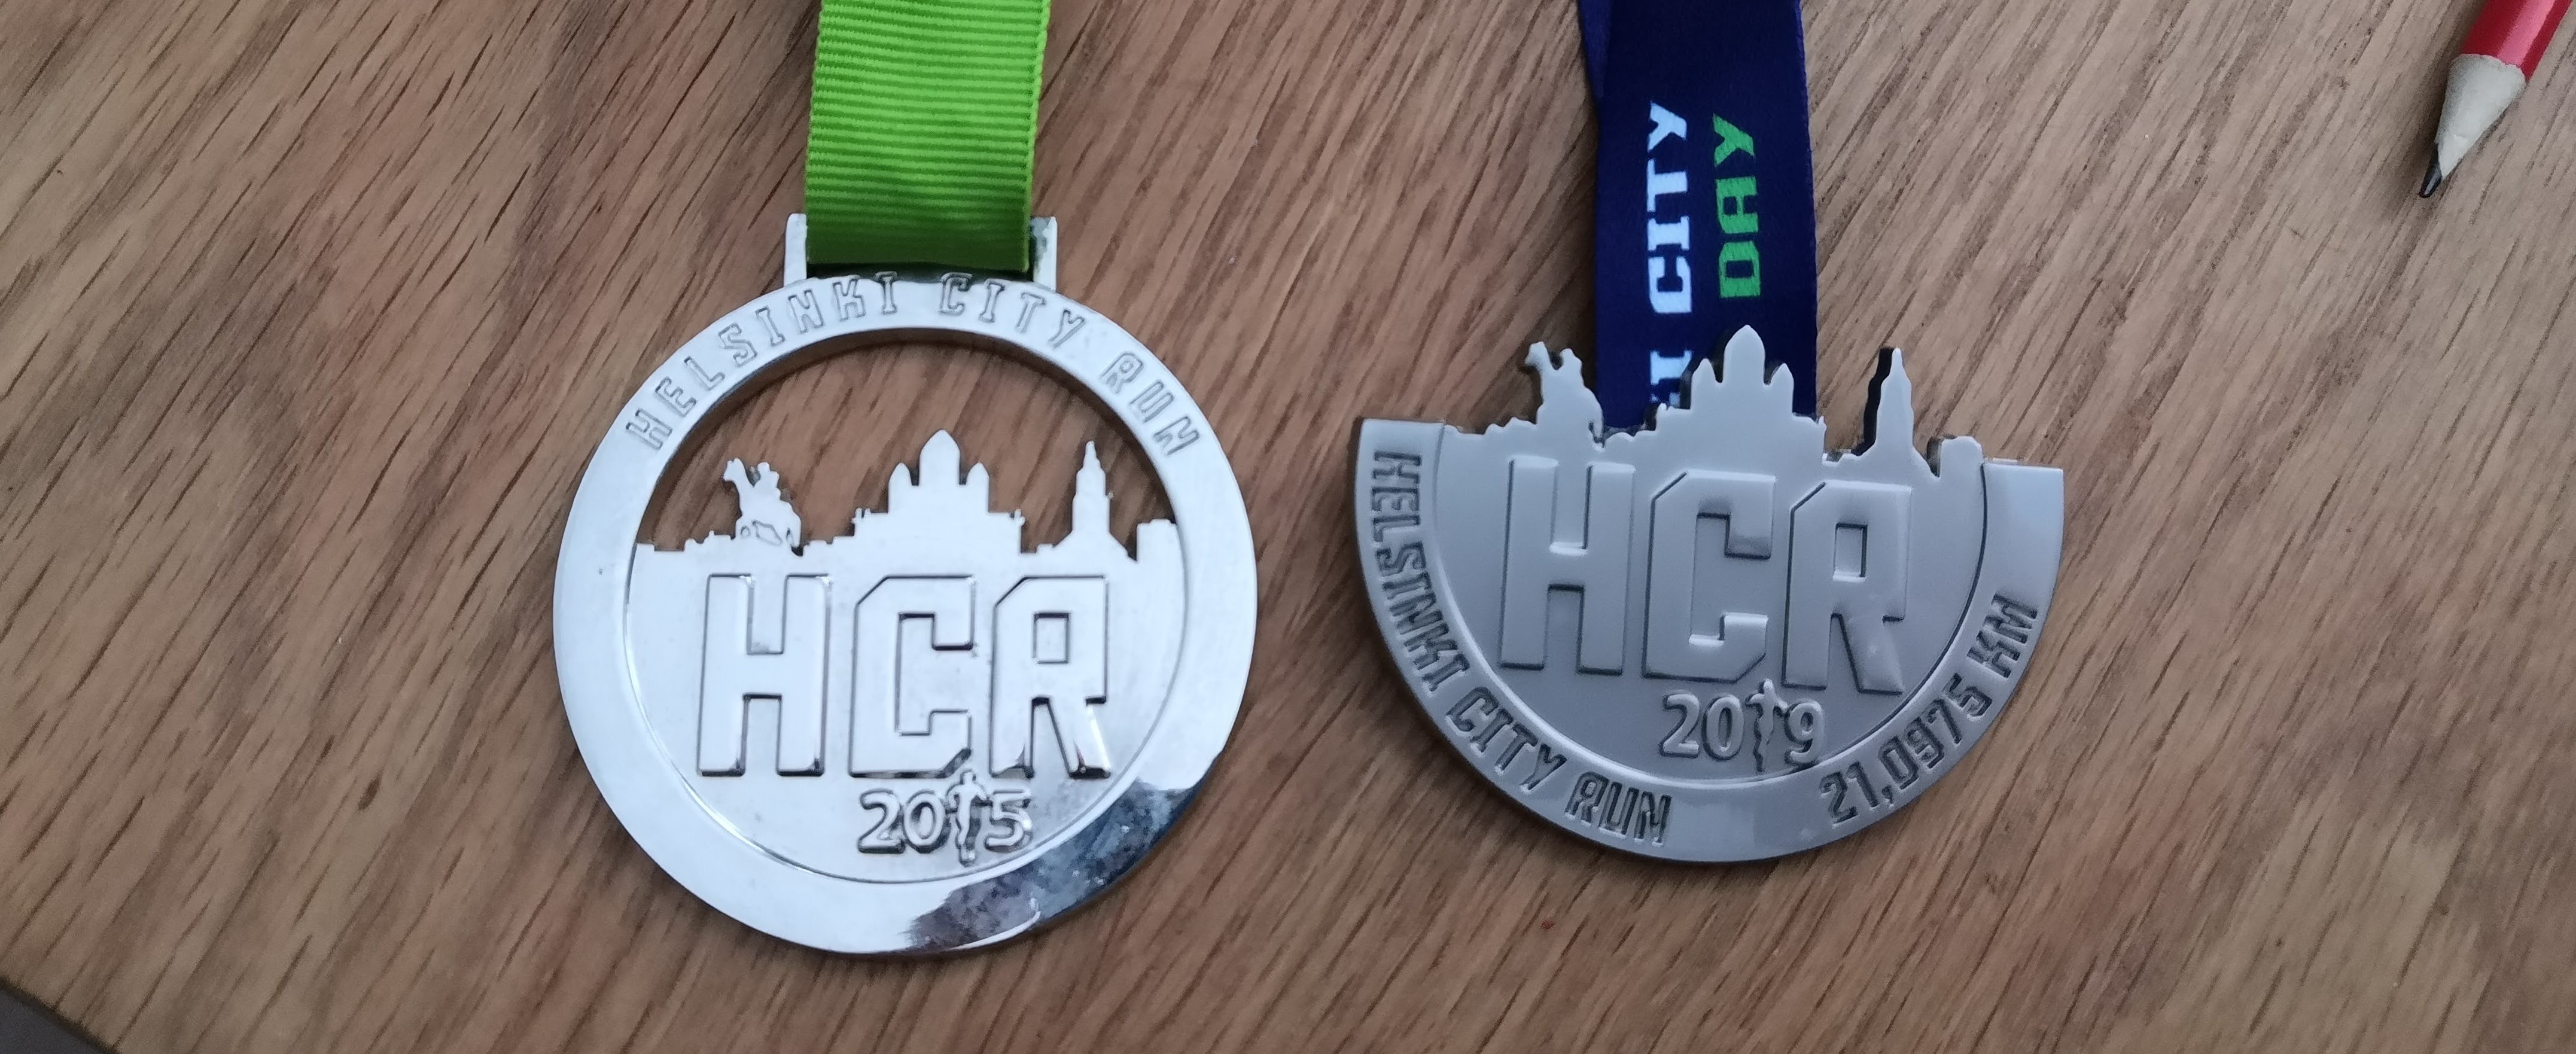 HELSINKI CITY RUN
HCR
2015
CITY
DAY
HCR
2019
HELSINKI CITY RUN
21,0975 KM